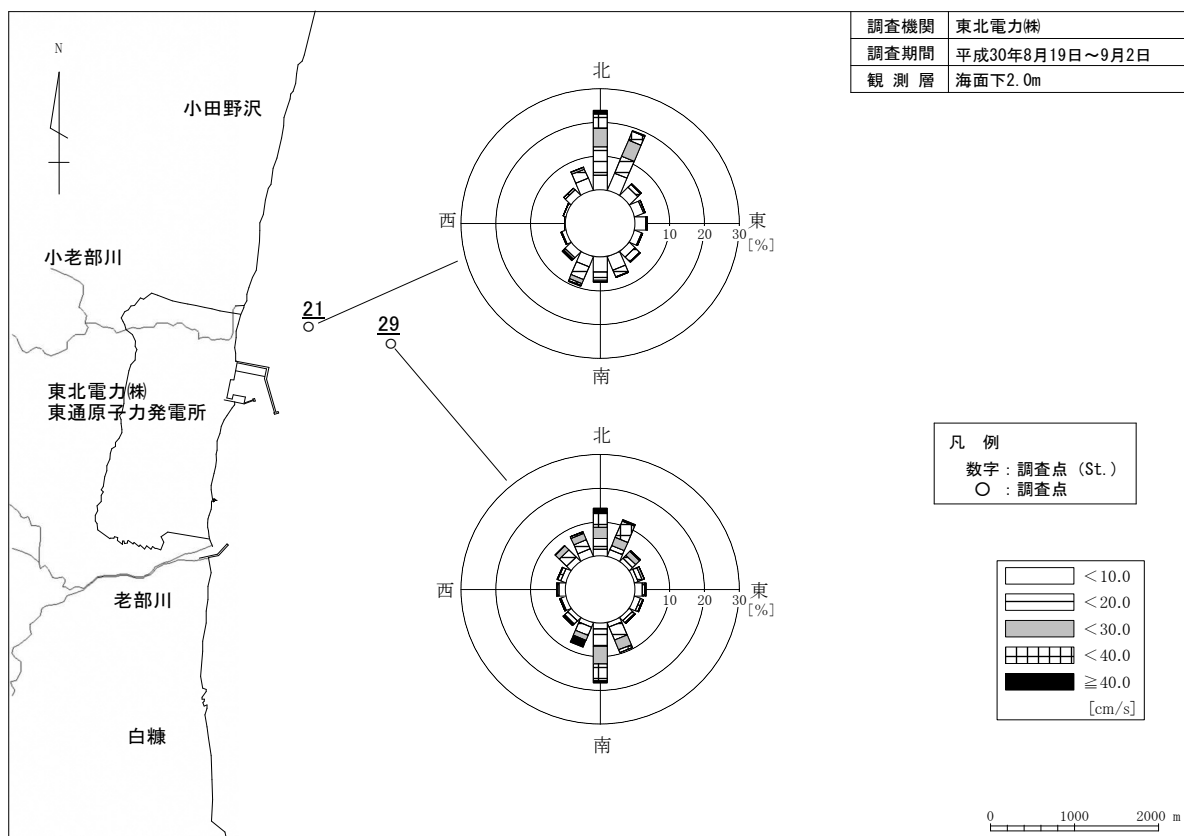 調査機関 東北電力㈱
調査期間 平成30年8月19日～9月2日
観測層 海面下2.0m
N
小田野沢
小老部川
東北電力㈱
東通原子力発電所
老部川
白糠
21
29
北
西
東
10 20 30
[%]
南
北
西
東
10 20 30
[%]
南
凡 例
数字：調査点 (St.)
○ ：調査点
＜10.0
＜20.0
＜30.0
＜40.0
≧40.0
[cm/s]
0 1000 2000 m